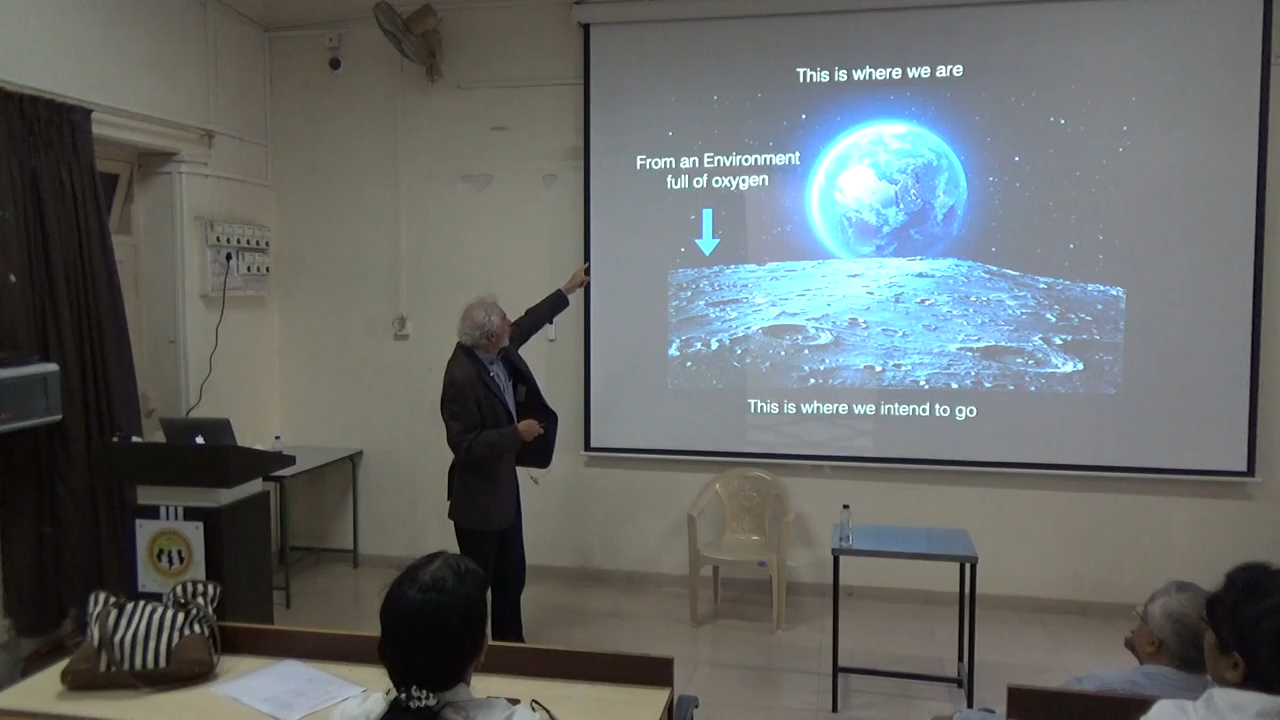 This is where we are
From an Environment
full of oxygen
This is where we intend to go